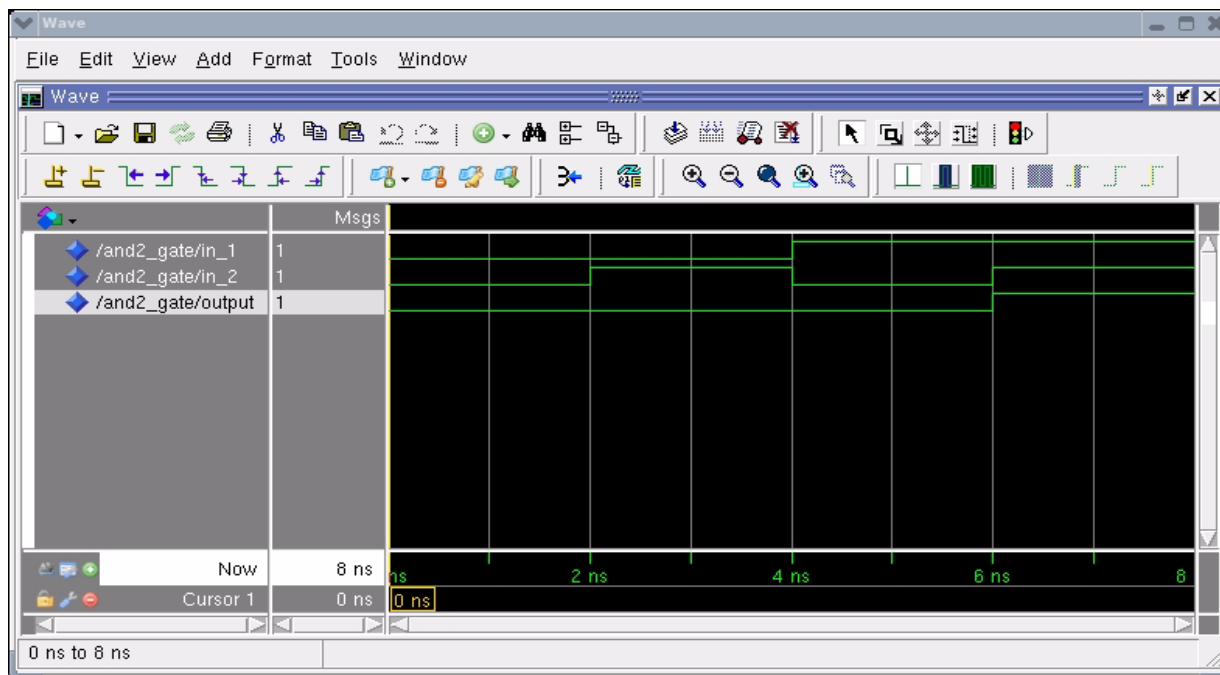 Wave
File Edit View Add Format Tools Window
Wave
Msgs
/and2_gate/in_1 1
/and2_gate/in_2 1
/and2_gate/output 1
Now 8 ns
ns 2 ns 4 ns 6 ns 8
Cursor 1 0 ns 0 ns
0 ns to 8 ns